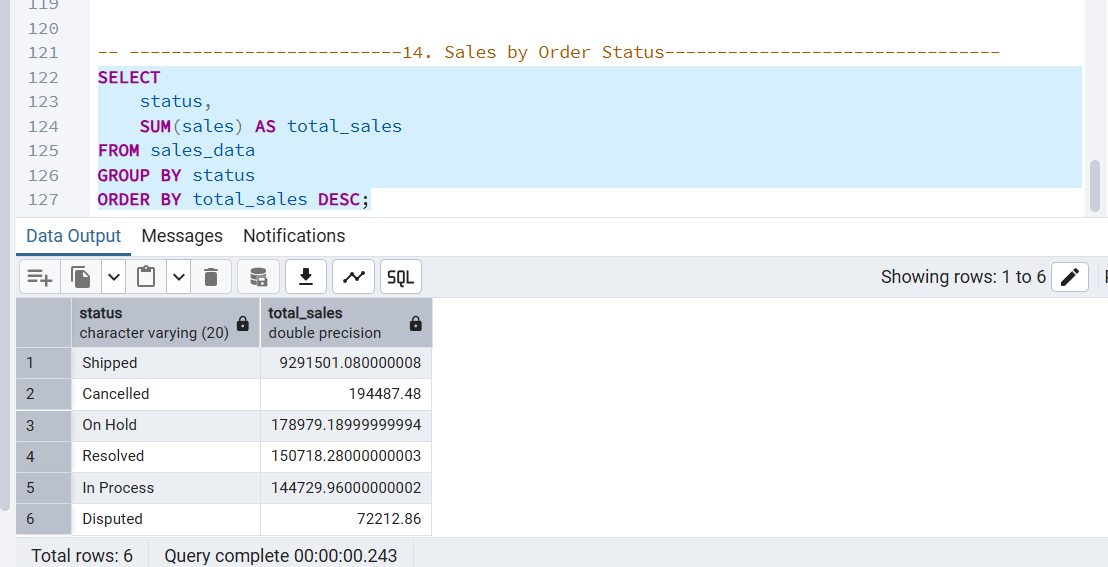 119
120
121 -- --------------------------14. Sales by Order Status--------------------------------
122 SELECT
123 status,
124 SUM(sales) AS total_sales
125 FROM sales_data
126 GROUP BY status
127 ORDER BY total_sales DESC;
Data Output Messages Notifications
SQL Showing rows: 1 to 6
status total_sales
character varying (20) double precision
1 Shipped 9291501.080000008
2 Cancelled 194487.48
3 On Hold 178979.18999999994
4 Resolved 150718.28000000003
5 In Process 144729.96000000002
6 Disputed 72212.86
Total rows: 6 Query complete 00:00:00.243